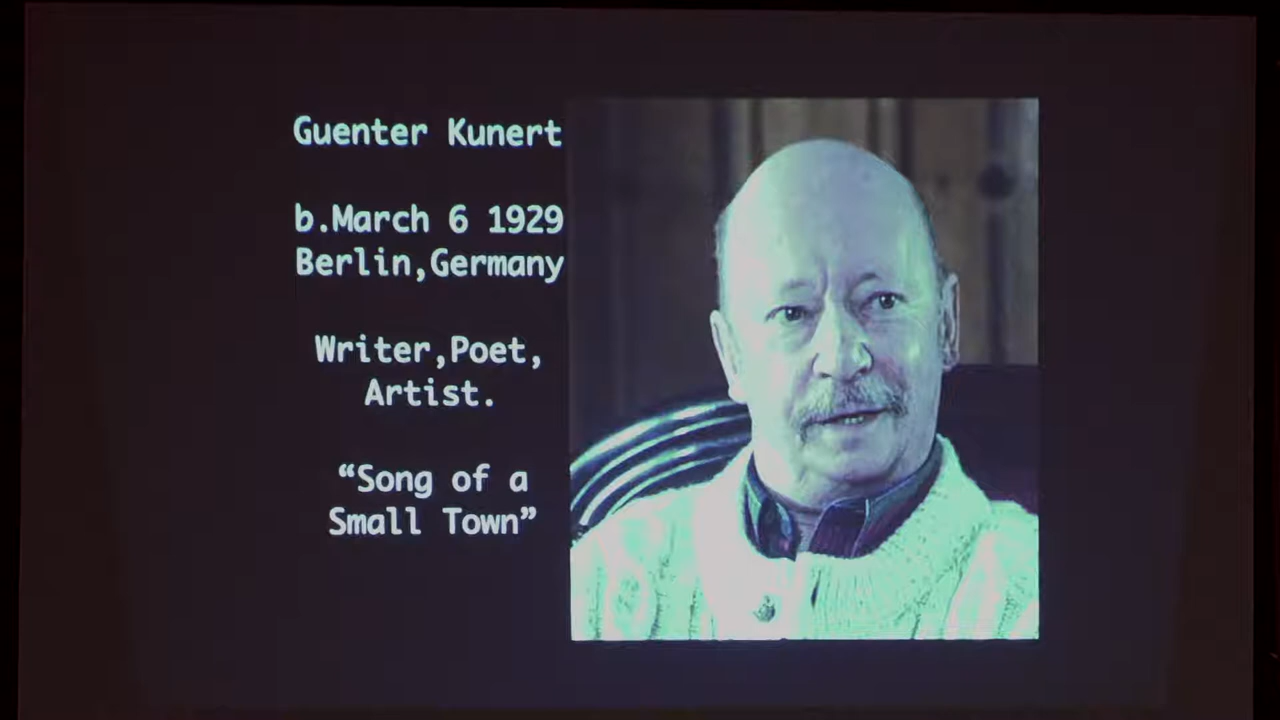 Guenter Kunert
b.March 6 1929
Berlin,Germany
Writer,Poet,
Artist.
“Song of a
Small Town”